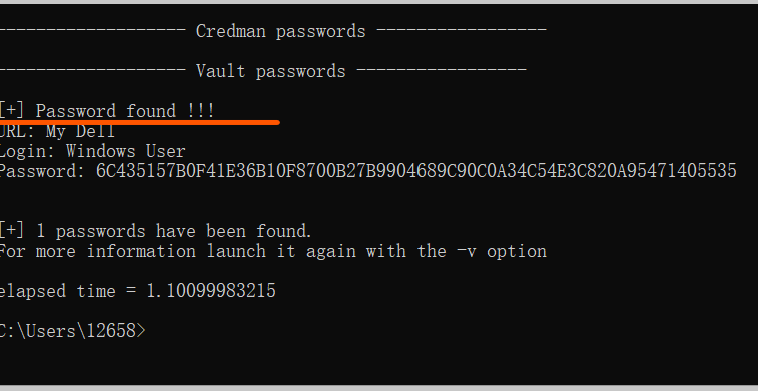 ------------------- Credman passwords -----------------
------------------- Vault passwords -----------------
[+] Password found !!!
URL: My Dell
Login: Windows User
Password: 6C435157B0F41E36B10F8700B27B9904689C90C0A34C54E3C820A95471405535
[+] 1 passwords have been found.
For more information launch it again with the -v option
elapsed time = 1.10099983215
C:\Users\12658>